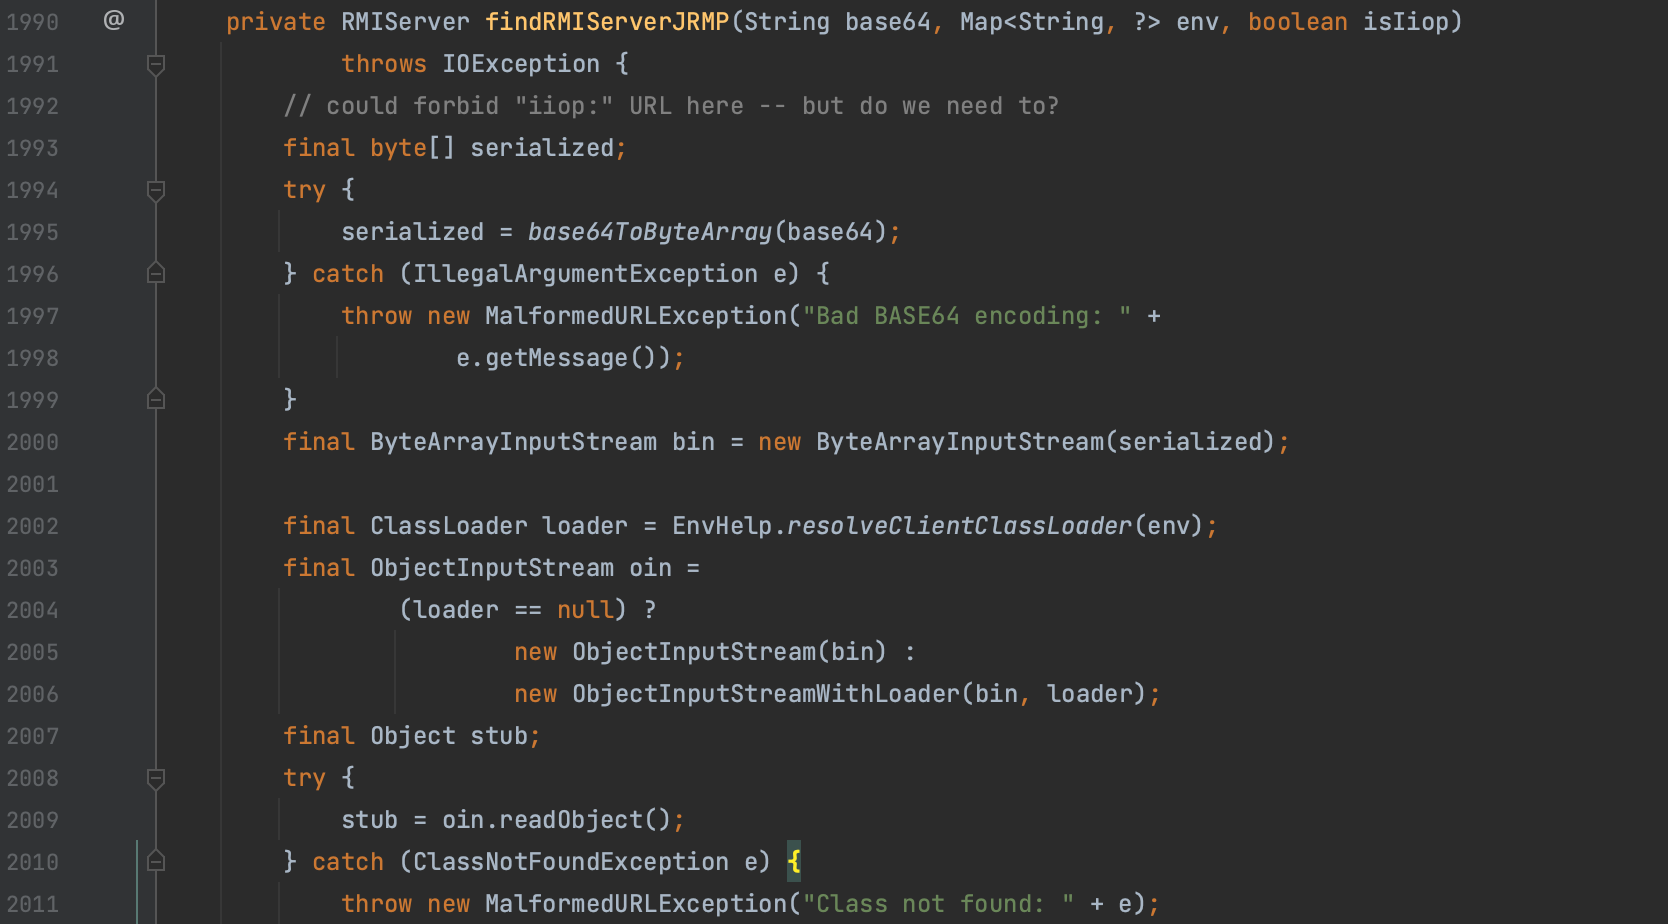 1990 @ private RMIServer findRMIServerJRMP(String base64, Map<String, ?> env, boolean isIiop)
1991 throws IOException {
1992 // could forbid "iiop:" URL here -- but do we need to?
1993 final byte[] serialized;
1994 try {
1995 serialized = base64ToByteArray(base64);
1996 } catch (IllegalArgumentException e) {
1997 throw new MalformedURLException("Bad BASE64 encoding: " +
1998 e.getMessage());
1999 }
2000 final ByteArrayInputStream bin = new ByteArrayInputStream(serialized);
2001
2002 final ClassLoader loader = EnvHelp.resolveClientClassLoader(env);
2003 final ObjectInputStream oin =
2004 (loader == null) ?
2005 new ObjectInputStream(bin) :
2006 new ObjectInputStreamWithLoader(bin, loader);
2007 final Object stub;
2008 try {
2009 stub = oin.readObject();
2010 } catch (ClassNotFoundException e) {
2011 throw new MalformedURLException("Class not found: " + e);